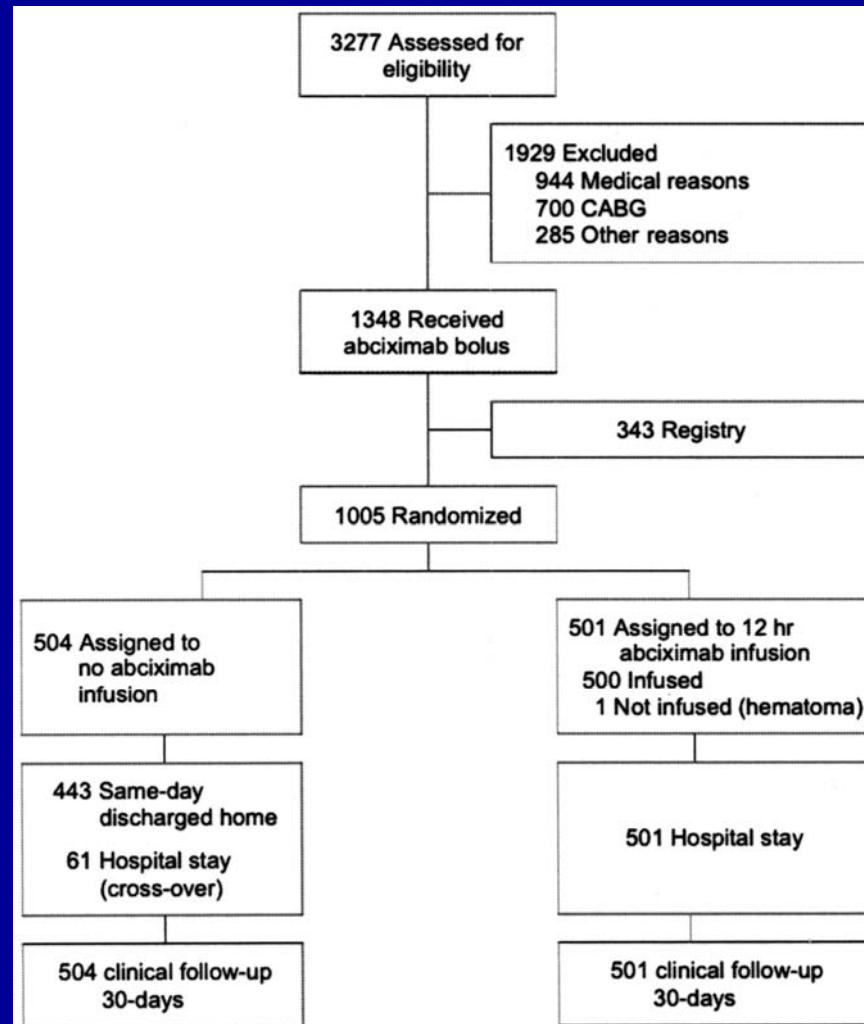 3277 Assessed for
eligibility
1929 Excluded
944 Medical reasons
700 CABG
285 Other reasons
1348 Received
abciximab bolus
343 Registry
1005 Randomized
504 Assigned to
no abciximab
infusion
501 Assigned to 12 hr
abciximab infusion
500 Infused
1 Not infused (hematoma)
443 Same-day
discharged home
61 Hospital stay
(cross-over)
501 Hospital stay
504 clinical follow-up
30-days
501 clinical follow-up
30-days